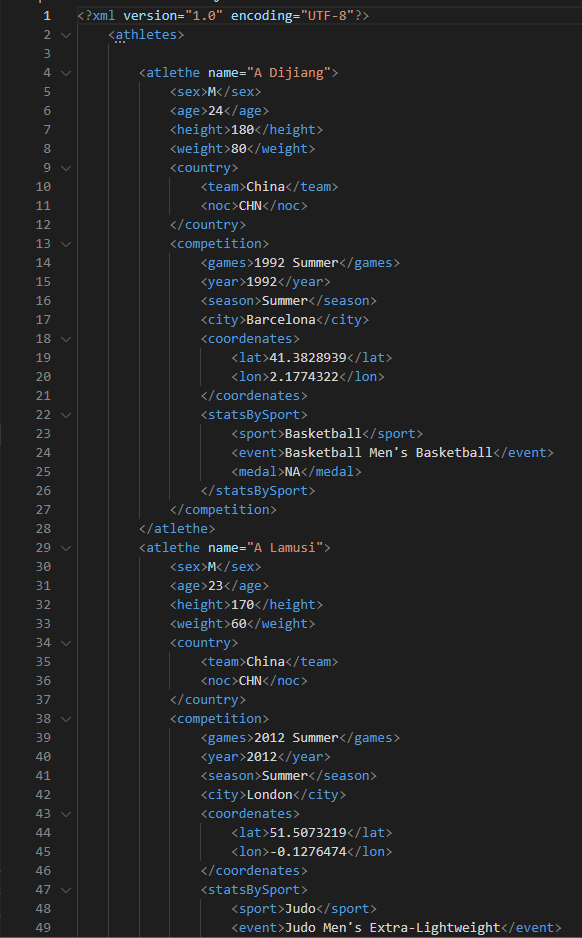 1 <?xml version="1.0" encoding="UTF-8"?>
2 <athletes>
3
4 <atlethe name="A Dijiang">
5 <sex>M</sex>
6 <age>24</age>
7 <height>180</height>
8 <weight>80</weight>
9 <country>
10 <team>China</team>
11 <noc>CHN</noc>
12 </country>
13 <competition>
14 <games>1992 Summer</games>
15 <year>1992</year>
16 <season>Summer</season>
17 <city>Barcelona</city>
18 <coordenates>
19 <lat>41.3828939</lat>
20 <lon>2.1774322</lon>
21 </coordenates>
22 <statsBySport>
23 <sport>Basketball</sport>
24 <event>Basketball Men's Basketball</event>
25 <medal>NA</medal>
26 </statsBySport>
27 </competition>
28 </atlethe>
29 <atlethe name="A Lamusi">
30 <sex>M</sex>
31 <age>23</age>
32 <height>170</height>
33 <weight>60</weight>
34 <country>
35 <team>China</team>
36 <noc>CHN</noc>
37 </country>
38 <competition>
39 <games>2012 Summer</games>
40 <year>2012</year>
41 <season>Summer</season>
42 <city>London</city>
43 <coordenates>
44 <lat>51.5073219</lat>
45 <lon>-0.1276474</lon>
46 </coordenates>
47 <statsBySport>
48 <sport>Judo</sport>
49 <event>Judo Men's Extra-Lightweight</event>